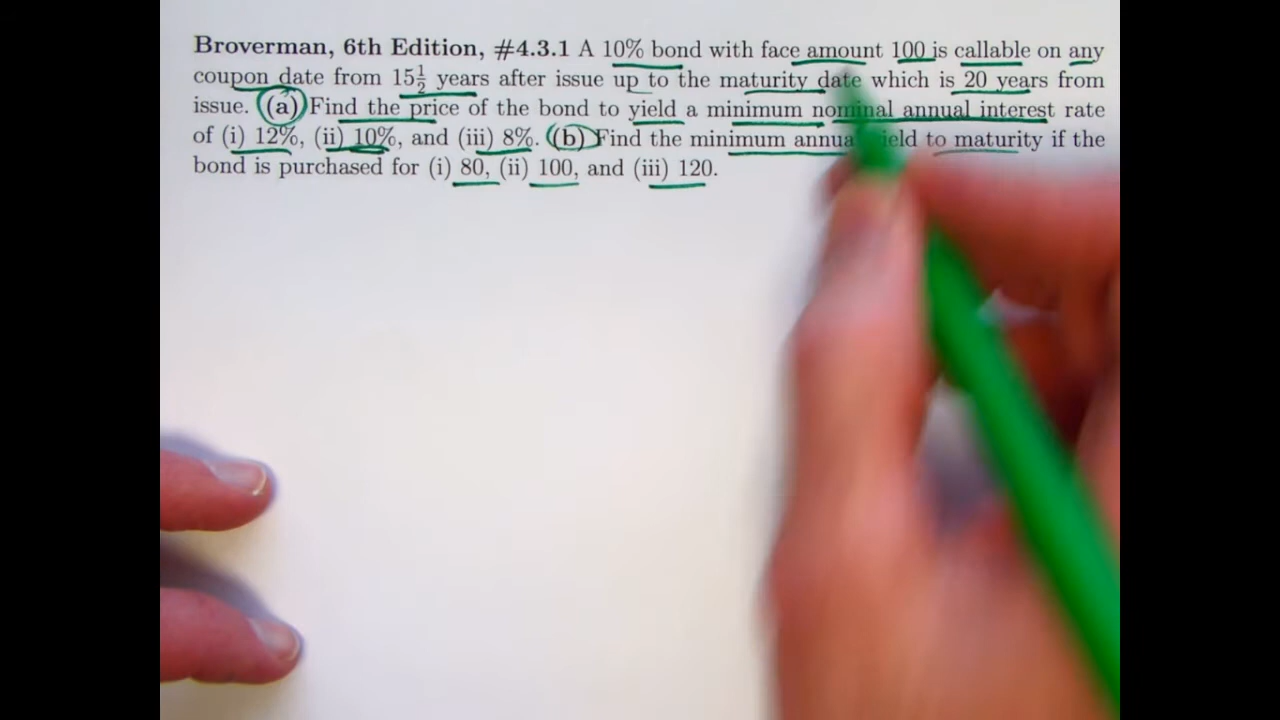 Broverman, 6th Edition, #4.3.1 A 10% bond with face amount 100 is callable on any
coupon date from 15½ years after issue up to the maturity date which is 20 years from
issue. (a) Find the price of the bond to yield a minimum nominal annual interest rate
of (i) 12%, (ii) 10%, and (iii) 8%. (b) Find the minimum annual yield to maturity if the
bond is purchased for (i) 80, (ii) 100, and (iii) 120.